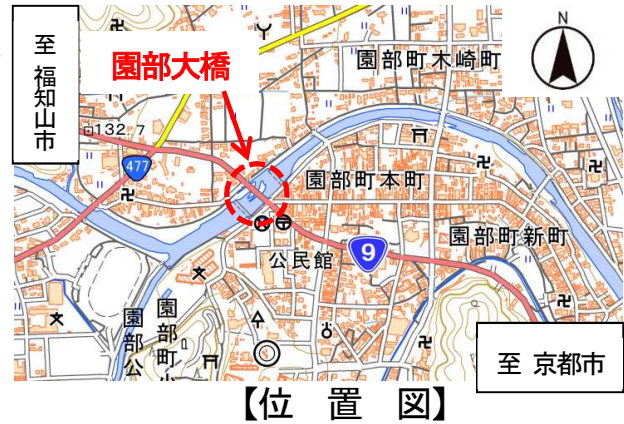 至 福知山市
園部大橋
園部町木崎町
N
132.7
477
園部町本町
園部町新町
公民館
9
園部公
園部町小
至 京都市
【位 置 図】